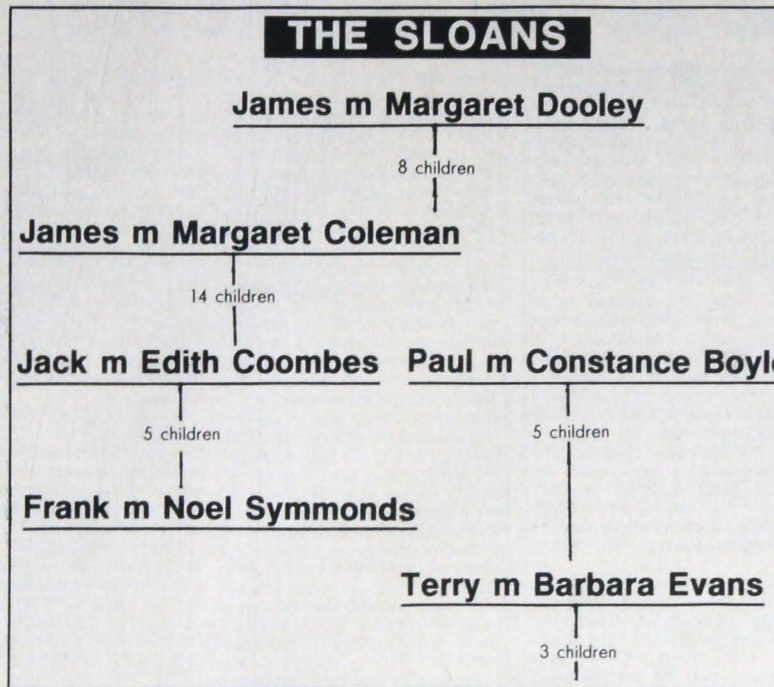 THE SLOANS
James m Margaret Dooley
8 children
James m Margaret Coleman
14 children
Jack m Edith Coombes Paul m Constance Boyle
5 children 5 children
Frank m Noel Symmonds
Terry m Barbara Evans
3 children